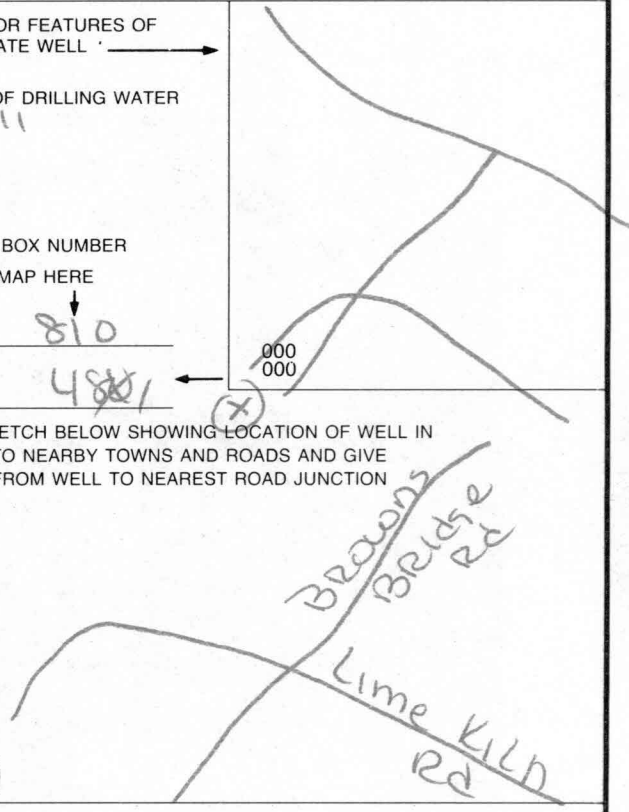 OR FEATURES OF
ATE WELL
OF DRILLING WATER
BOX NUMBER
MAP HERE
810
000
000
X
ETCH BELOW SHOWING LOCATION OF WELL IN
TO NEARBY TOWNS AND ROADS AND GIVE
FROM WELL TO NEAREST ROAD JUNCTION
Browns
Bridge
Rd
Lime Kiln
Rd